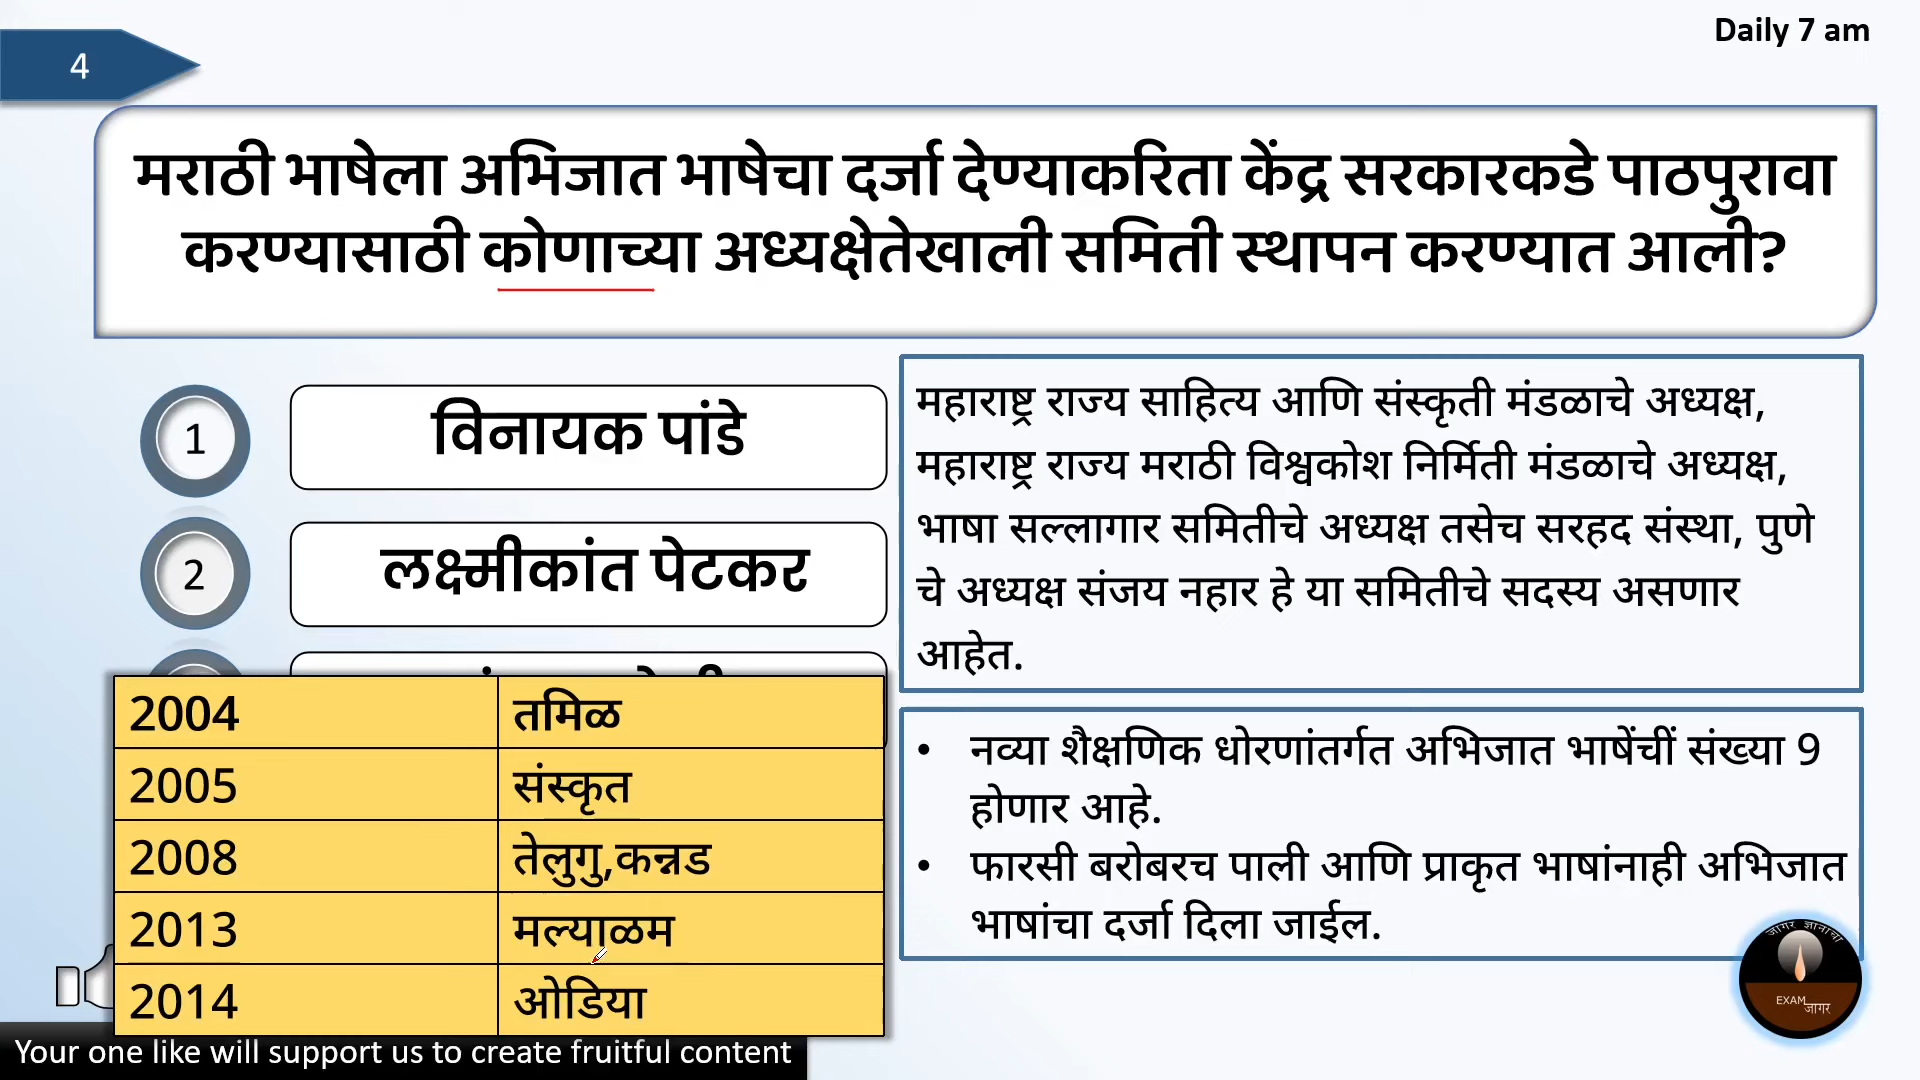 Daily 7 am
4
मराठी भाषेला अभिजात भाषेचा दर्जा देण्याकरिता केंद्र सरकारकडे पाठपुरावा
करण्यासाठी कोणाच्या अध्यक्षेतेखाली समिती स्थापन करण्यात आली?
1
विनायक पांडे
2
लक्ष्मीकांत पेटकर
2004 तमिळ
2005 संस्कृत
2008 तेलुगु,कन्नड
2013 मल्याळम
2014 ओडिया
महाराष्ट्र राज्य साहित्य आणि संस्कृती मंडळाचे अध्यक्ष,
महाराष्ट्र राज्य मराठी विश्वकोश निर्मिती मंडळाचे अध्यक्ष,
भाषा सल्लागार समितीचे अध्यक्ष तसेच सरहद संस्था, पुणे
चे अध्यक्ष संजय नहार हे या समितीचे सदस्य असणार
आहेत.
• नव्या शैक्षणिक धोरणांतर्गत अभिजात भाषेंचीं संख्या 9
होणार आहे.
• फारसी बरोबरच पाली आणि प्राकृत भाषांनाही अभिजात
भाषांचा दर्जा दिला जाईल.
जागर ज्ञानाचा
EXAM
जागर
Your one like will support us to create fruitful content